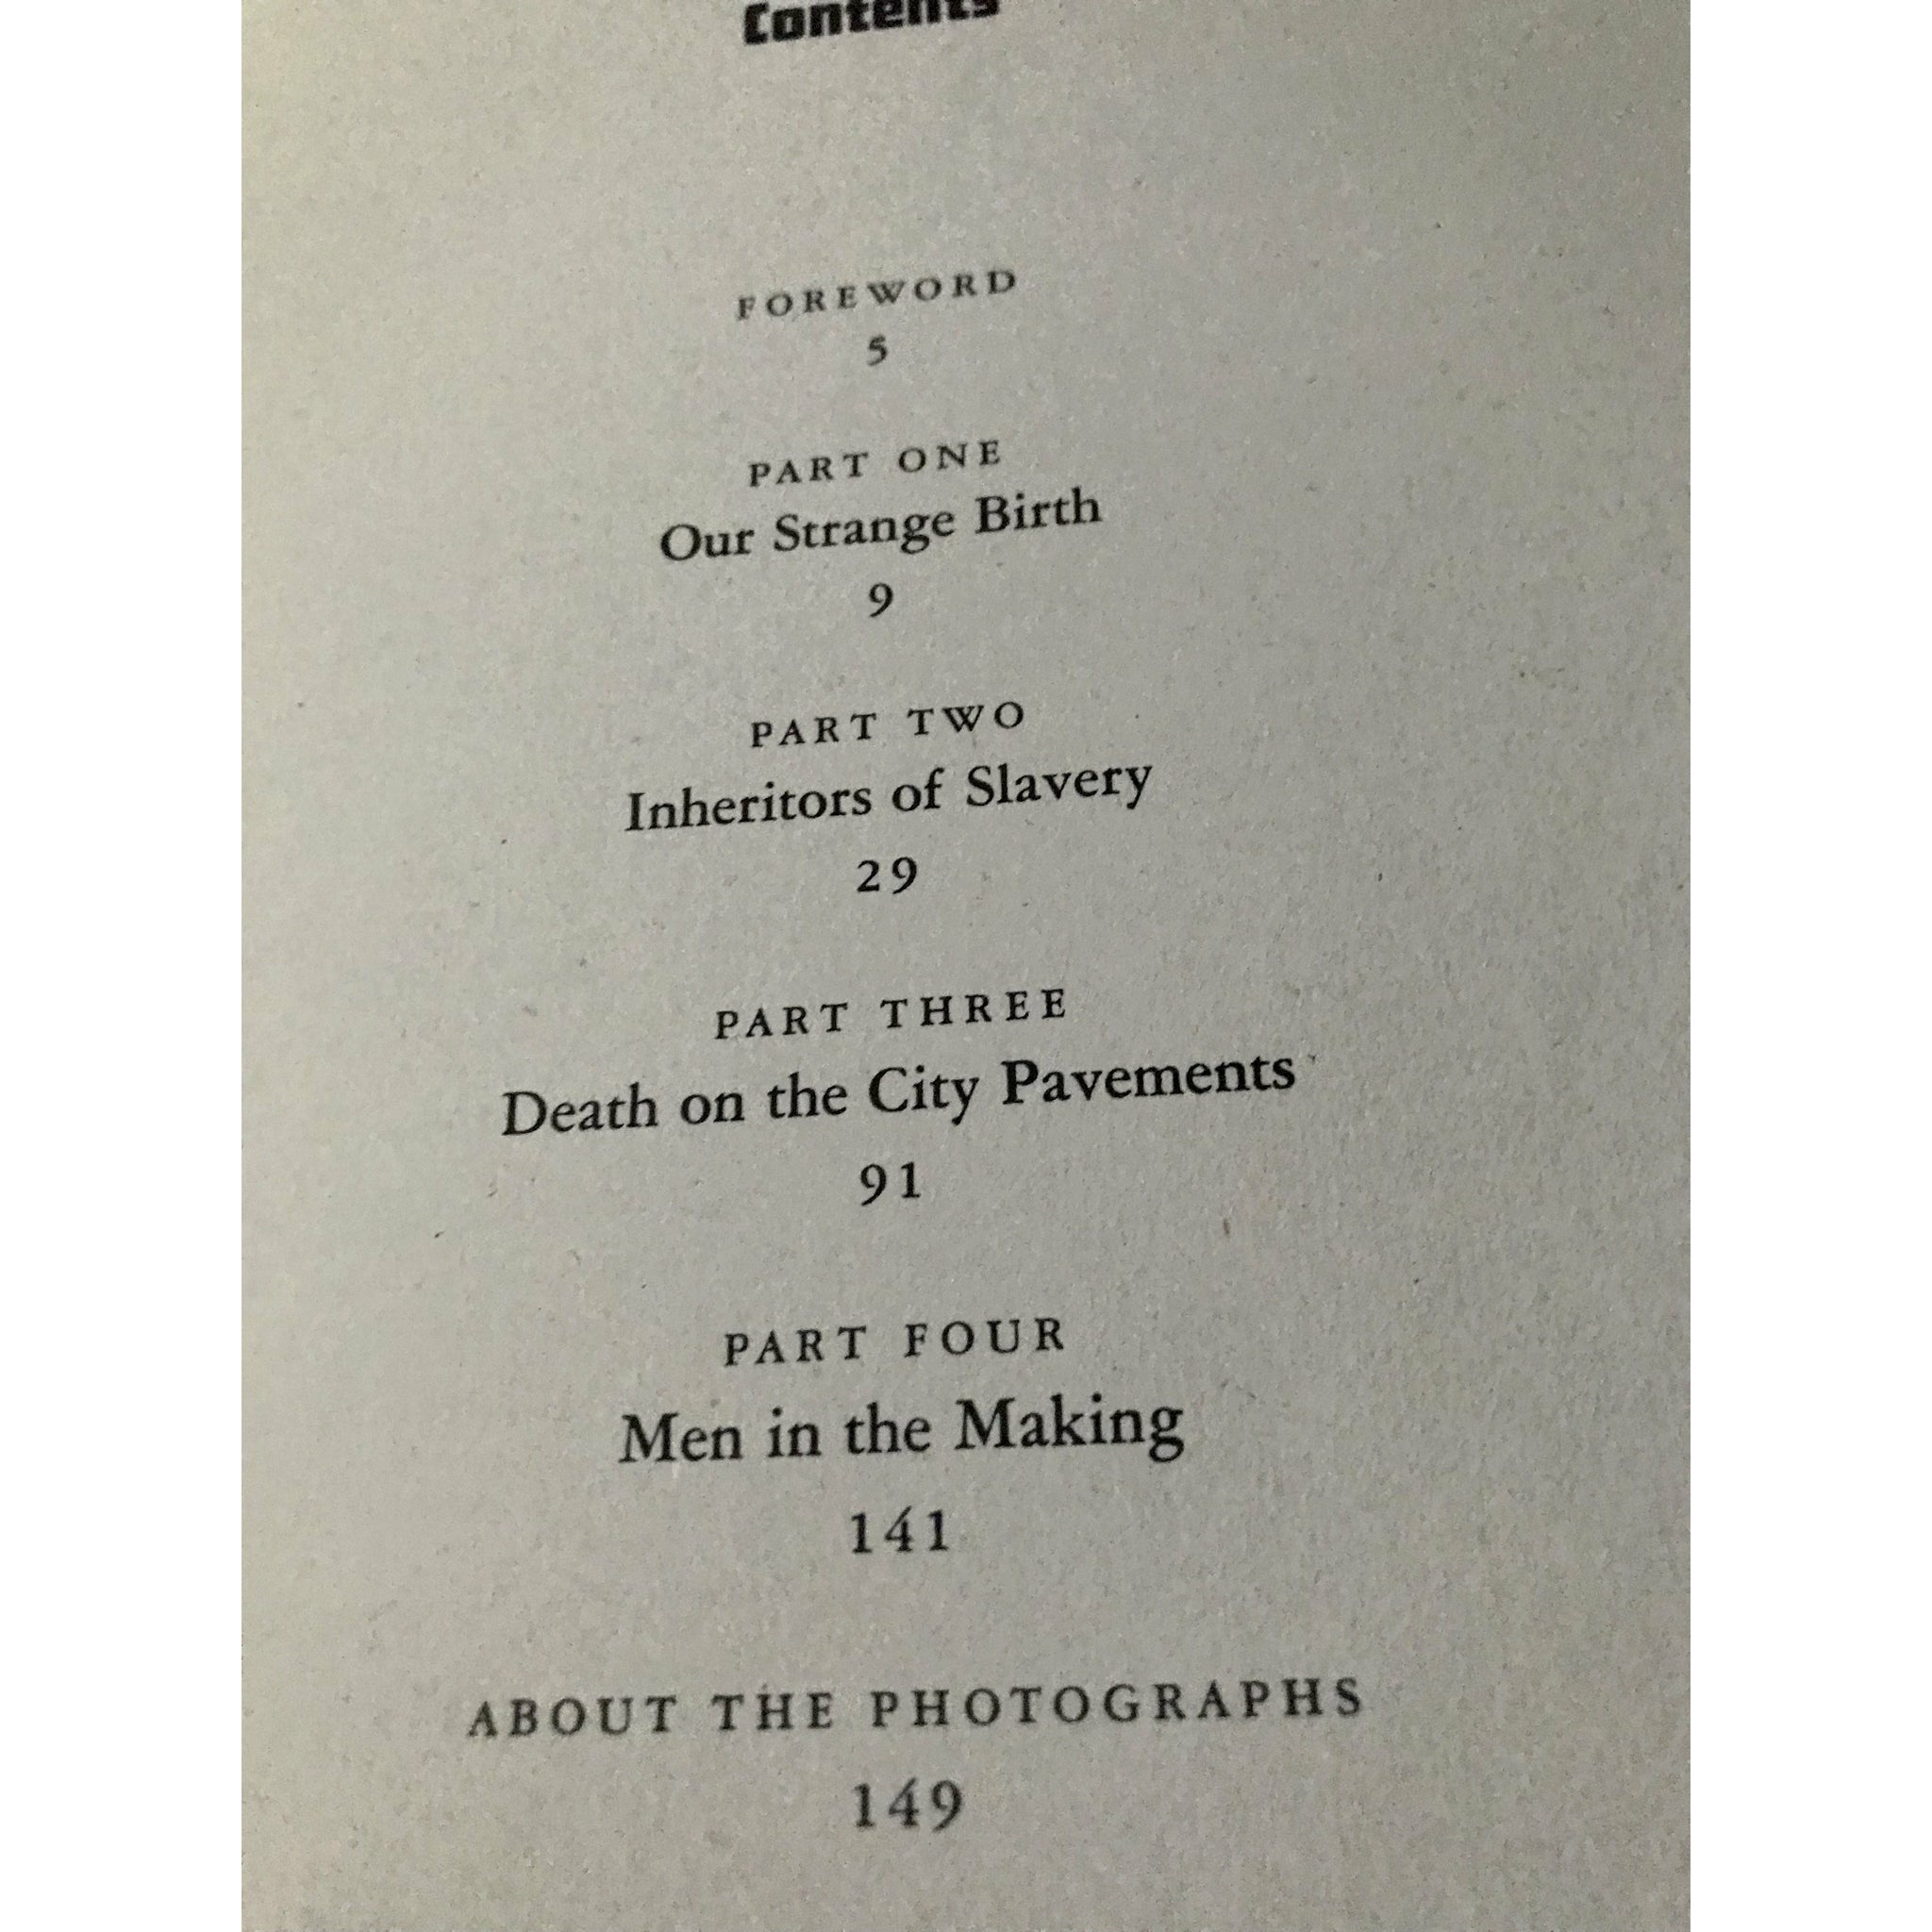 Contents
FOREWORD
5
PART ONE
Our Strange Birth
9
PART TWO
Inheritors of Slavery
29
PART THREE
Death on the City Pavements
91
PART FOUR
Men in the Making
141
ABOUT THE PHOTOGRAPHS
149